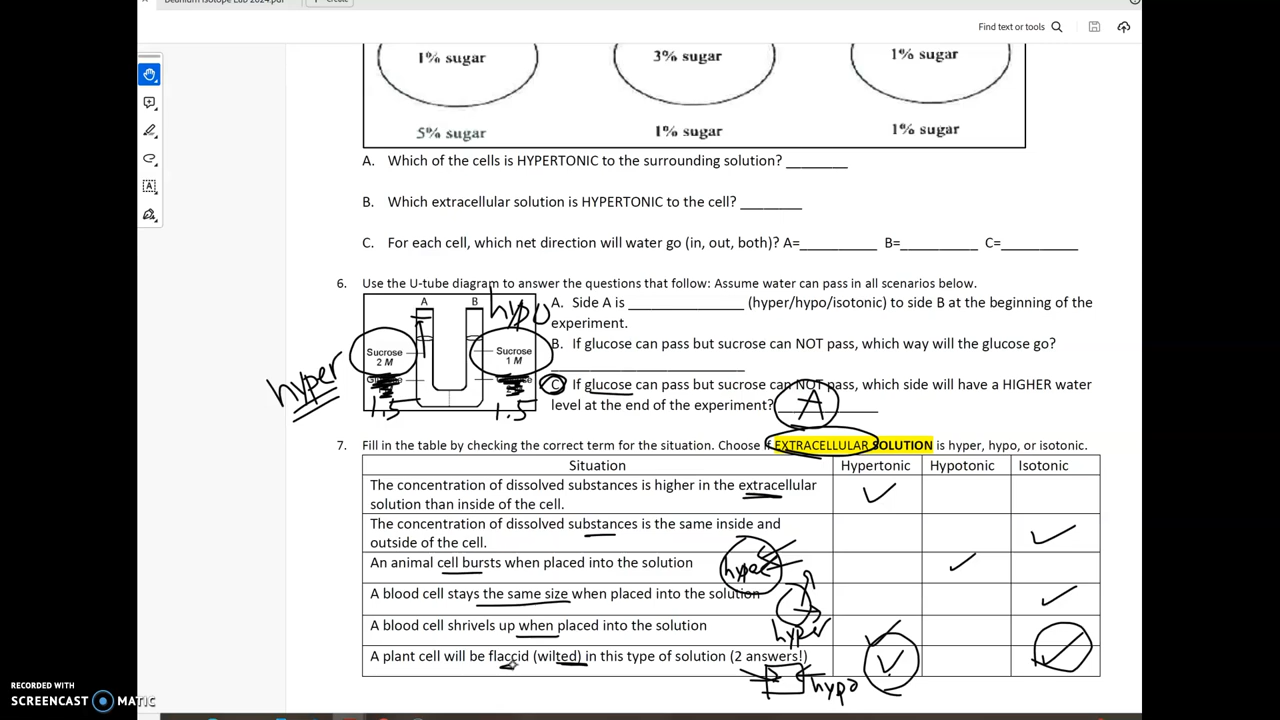 Deanium Isotope Lab 2024.pdf
Create
Find text or tools
1% sugar
3% sugar
1% sugar
5% sugar
1% sugar
1% sugar
A. Which of the cells is HYPERTONIC to the surrounding solution? ________
B. Which extracellular solution is HYPERTONIC to the cell? ________
C. For each cell, which net direction will water go (in, out, both)? A=__________ B=__________ C=__________
6. Use the U-tube diagram to answer the questions that follow: Assume water can pass in all scenarios below.
A
B
hypo
Sucrose
2 M
Sucrose
1 M
hyper
1.5
1.5
A. Side A is _______________ (hyper/hypo/isotonic) to side B at the beginning of the
experiment.
B. If glucose can pass but sucrose can NOT pass, which way will the glucose go?
_________________________
C. If glucose can pass but sucrose can NOT pass, which side will have a HIGHER water
level at the end of the experiment? _____________
A
7. Fill in the table by checking the correct term for the situation. Choose if EXTRACELLULAR SOLUTION is hyper, hypo, or isotonic.
Situation Hypertonic Hypotonic Isotonic
The concentration of dissolved substances is higher in the extracellular
solution than inside of the cell.
The concentration of dissolved substances is the same inside and
outside of the cell.
An animal cell bursts when placed into the solution
hyper
A blood cell stays the same size when placed into the solution
A blood cell shrivels up when placed into the solution
hyper
A plant cell will be flaccid (wilted) in this type of solution (2 answers!)
hypo
RECORDED WITH
SCREENCAST MATIC